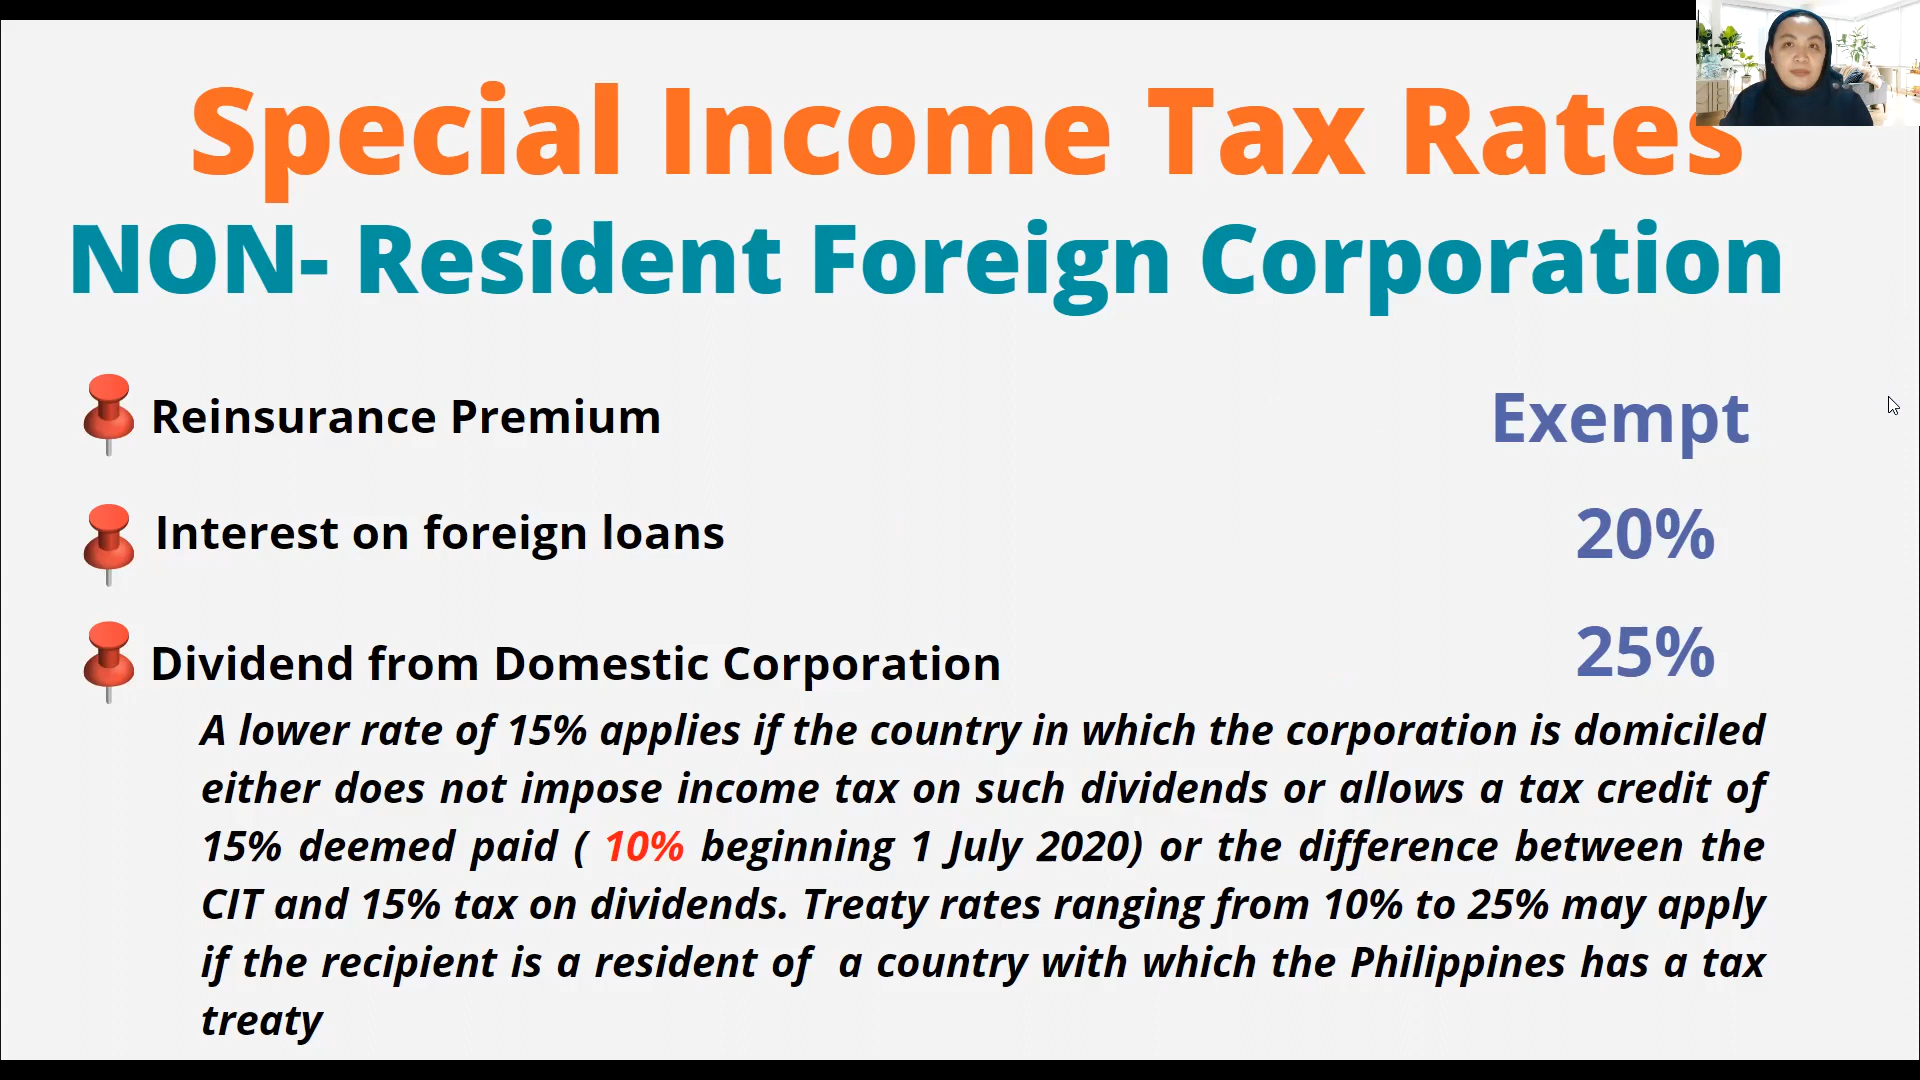 Special Income Tax Rates
NON- Resident Foreign Corporation
Reinsurance Premium Exempt
Interest on foreign loans 20%
Dividend from Domestic Corporation 25%
A lower rate of 15% applies if the country in which the corporation is domiciled
either does not impose income tax on such dividends or allows a tax credit of
15% deemed paid ( 10% beginning 1 July 2020) or the difference between the
CIT and 15% tax on dividends. Treaty rates ranging from 10% to 25% may apply
if the recipient is a resident of  a country with which the Philippines has a tax
treaty